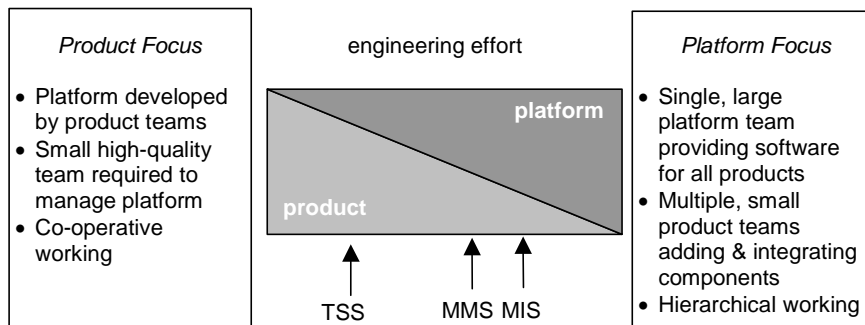 Product Focus
• Platform developed
by product teams
• Small high-quality
team required to
manage platform
• Co-operative
working
engineering effort
platform
product
TSS
MMS MIS
Platform Focus
• Single, large
platform team
providing software
for all products
• Multiple, small
product teams
adding & integrating
components
• Hierarchical working